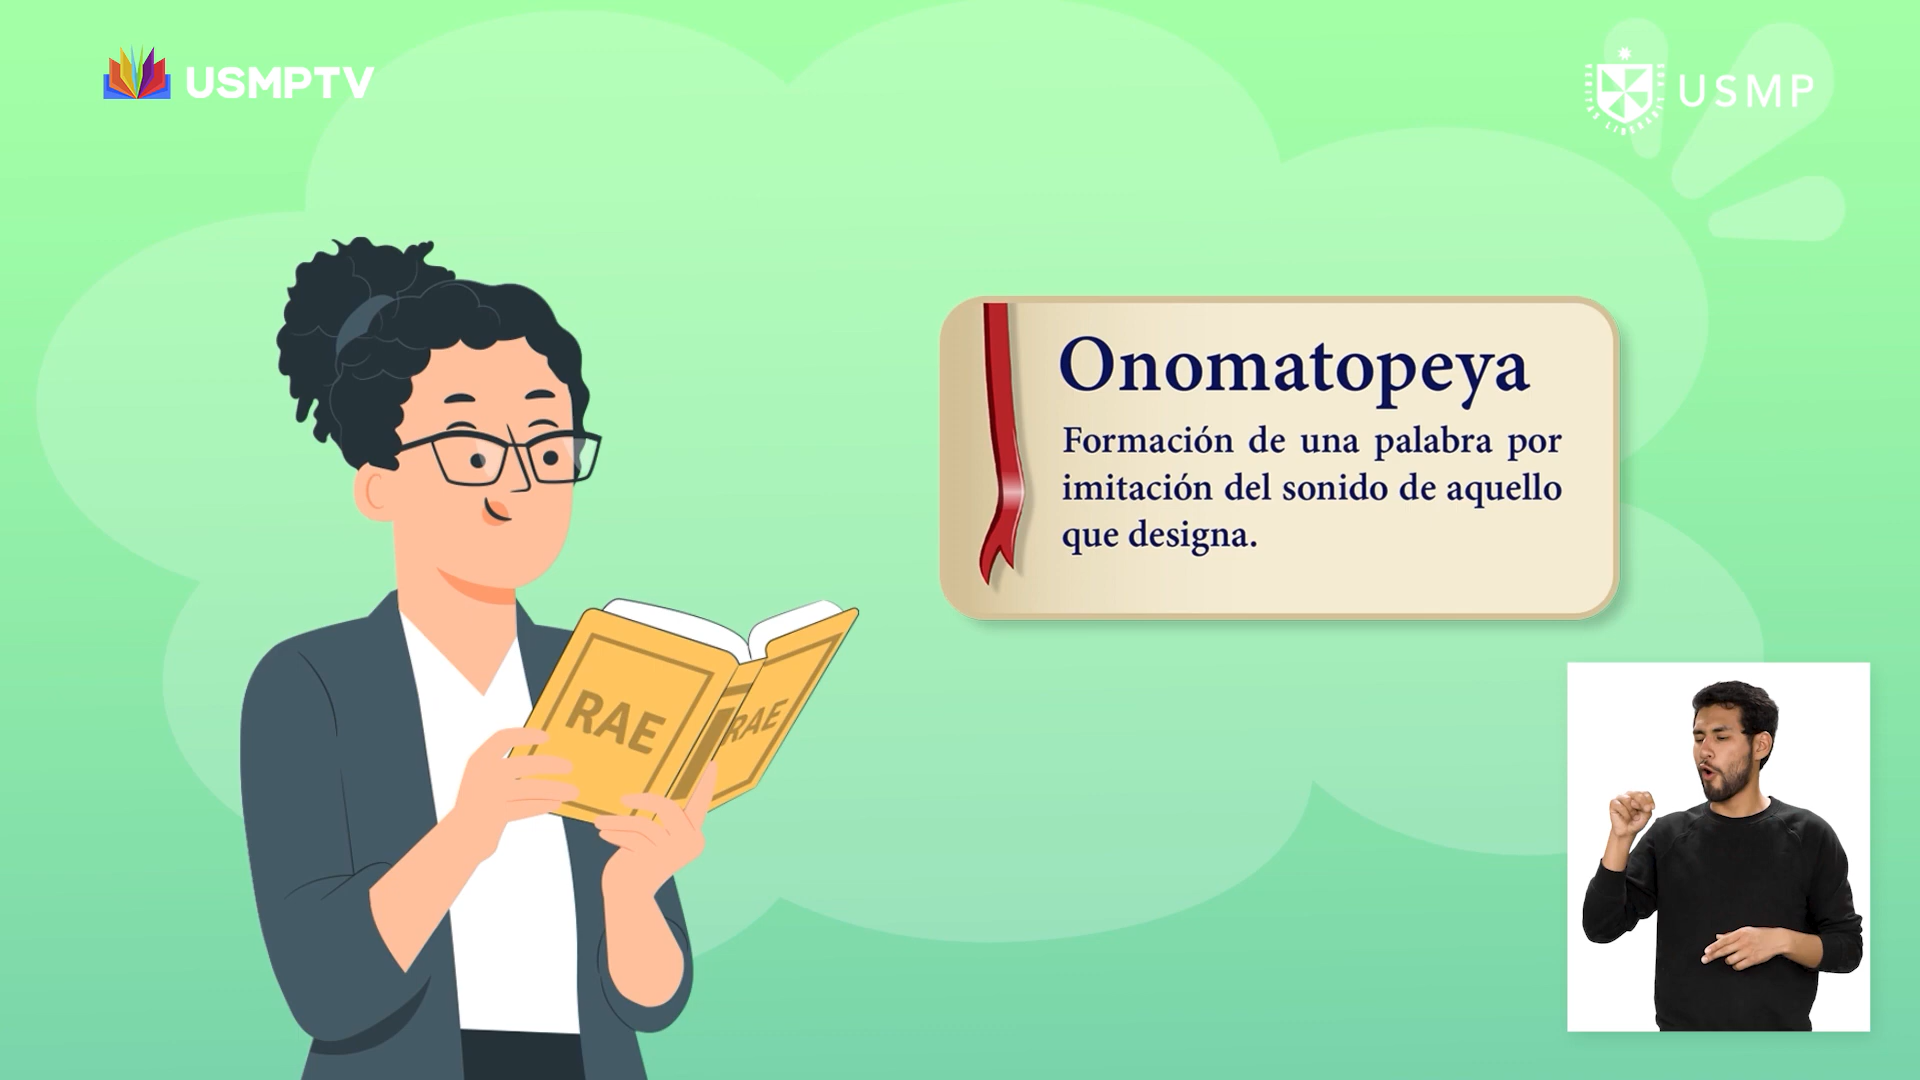 USMPTV
USMP
Onomatopeya
Formación de una palabra por
imitación del sonido de aquello
que designa.
RAE
RAE